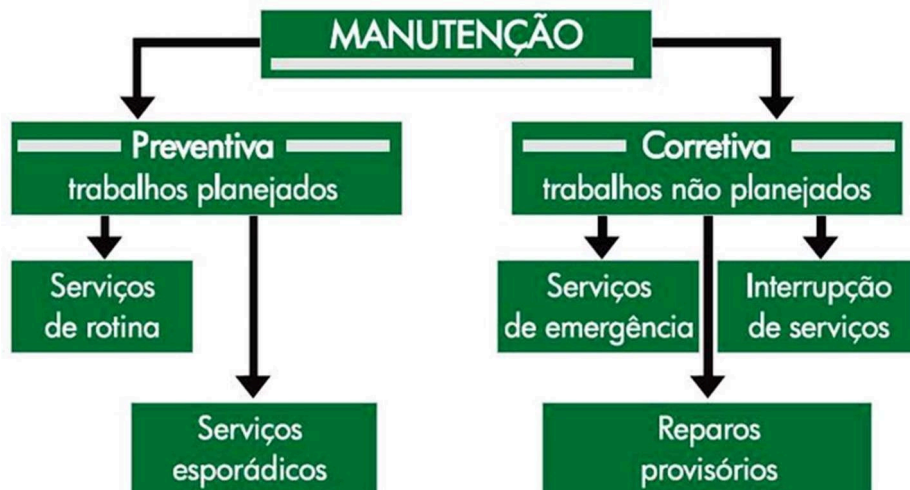 MANUTENÇÃO
Preventiva
trabalhos planejados
Corretiva
trabalhos não planejados
Serviços
de rotina
Serviços
de emergência
Interrupção
de serviços
Serviços
esporádicos
Reparos
provisórios